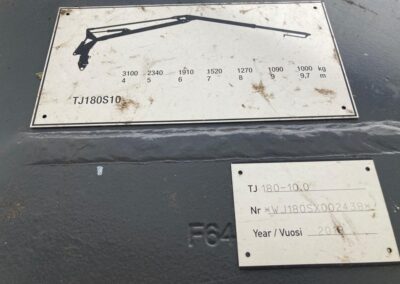 3100 2340 1910 1520 1270 1090 1000 kg
4 5 6 7 8 9 9,7 m
TJ180S10
TJ 180-10.0
Nr *WJ180SX002438*
Year / Vuosi
F64